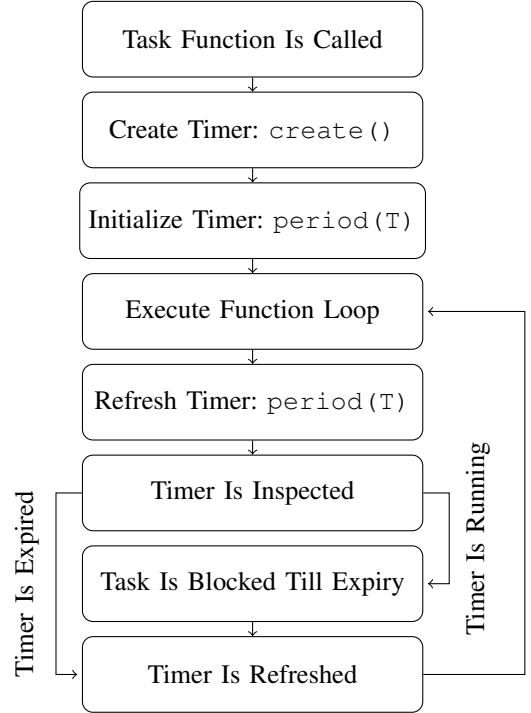 Task Function Is Called
Create Timer: create()
Initialize Timer: period(T)
Execute Function Loop
Refresh Timer: period(T)
Timer Is Inspected
Timer Is Expired
Timer Is Running
Task Is Blocked Till Expiry
Timer Is Refreshed